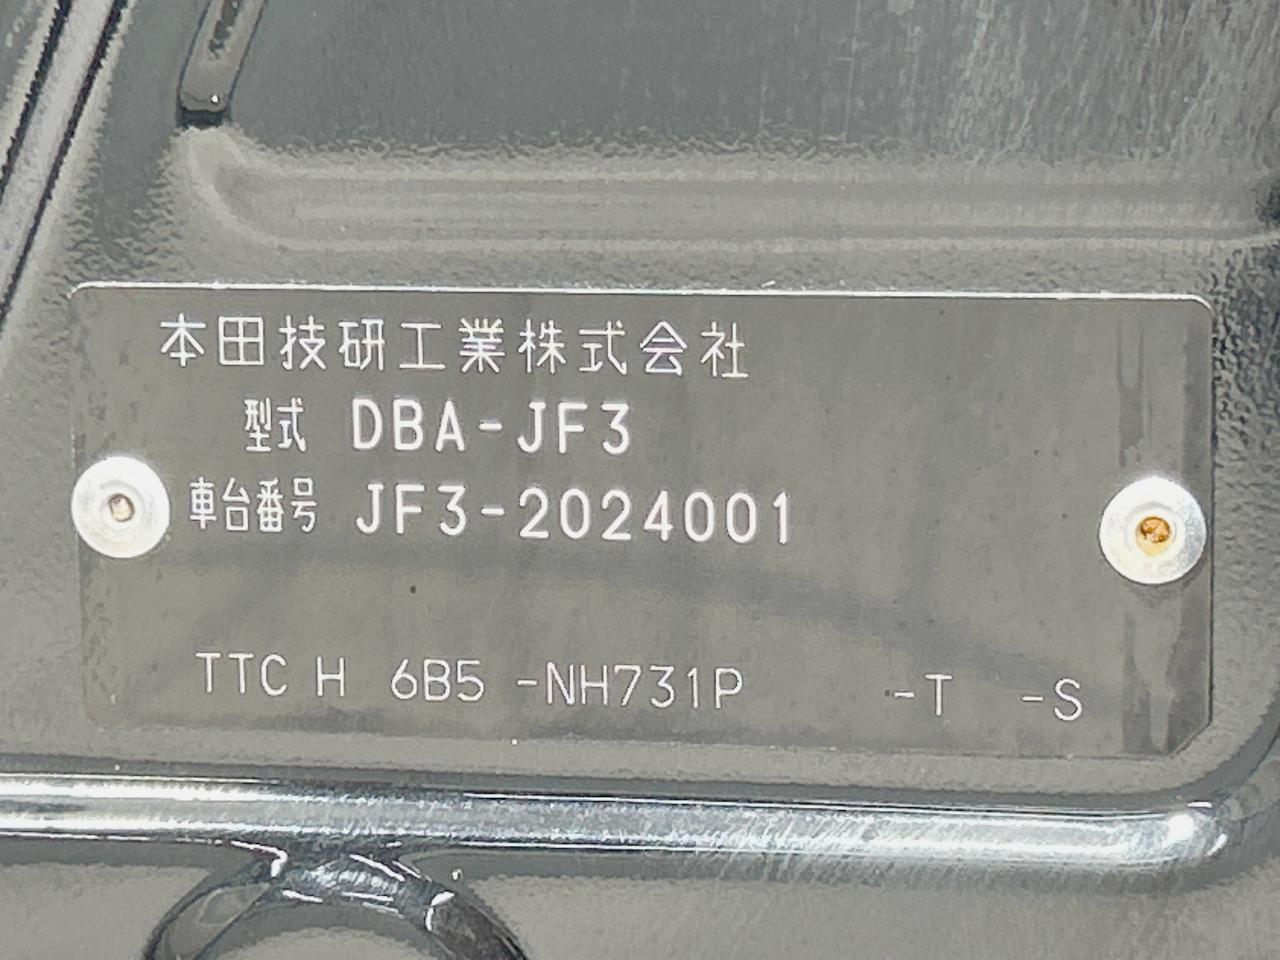 本田技研工業株式会社
型式 DBA-JF3
車台番号 JF3-2024001
TTC H 6B5 -NH731P -T -S